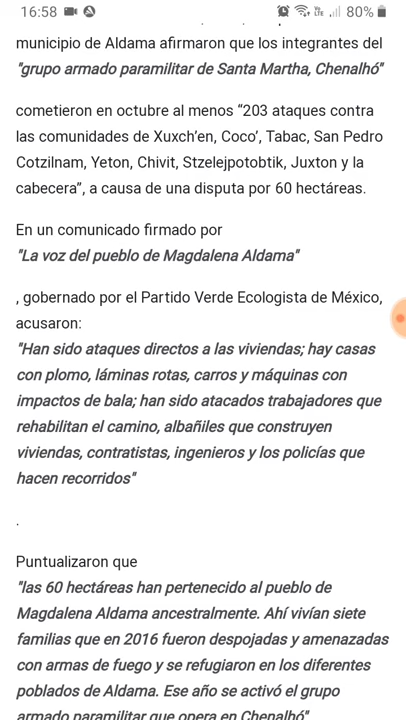 16:58
80%
municipio de Aldama afirmaron que los integrantes del
"grupo armado paramilitar de Santa Martha, Chenalhó"
cometieron en octubre al menos “203 ataques contra
las comunidades de Xuxch’en, Coco’, Tabac, San Pedro
Cotzilnam, Yeton, Chivit, Stzelejpotobtik, Juxton y la
cabecera”, a causa de una disputa por 60 hectáreas.
En un comunicado firmado por
"La voz del pueblo de Magdalena Aldama"
, gobernado por el Partido Verde Ecologista de México,
acusaron:
"Han sido ataques directos a las viviendas; hay casas
con plomo, láminas rotas, carros y máquinas con
impactos de bala; han sido atacados trabajadores que
rehabilitan el camino, albañiles que construyen
viviendas, contratistas, ingenieros y los policías que
hacen recorridos"
.
Puntualizaron que
"las 60 hectáreas han pertenecido al pueblo de
Magdalena Aldama ancestralmente. Ahí vivían siete
familias que en 2016 fueron despojadas y amenazadas
con armas de fuego y se refugiaron en los diferentes
poblados de Aldama. Ese año se activó el grupo
armado paramilitar que opera en Chenalhó"